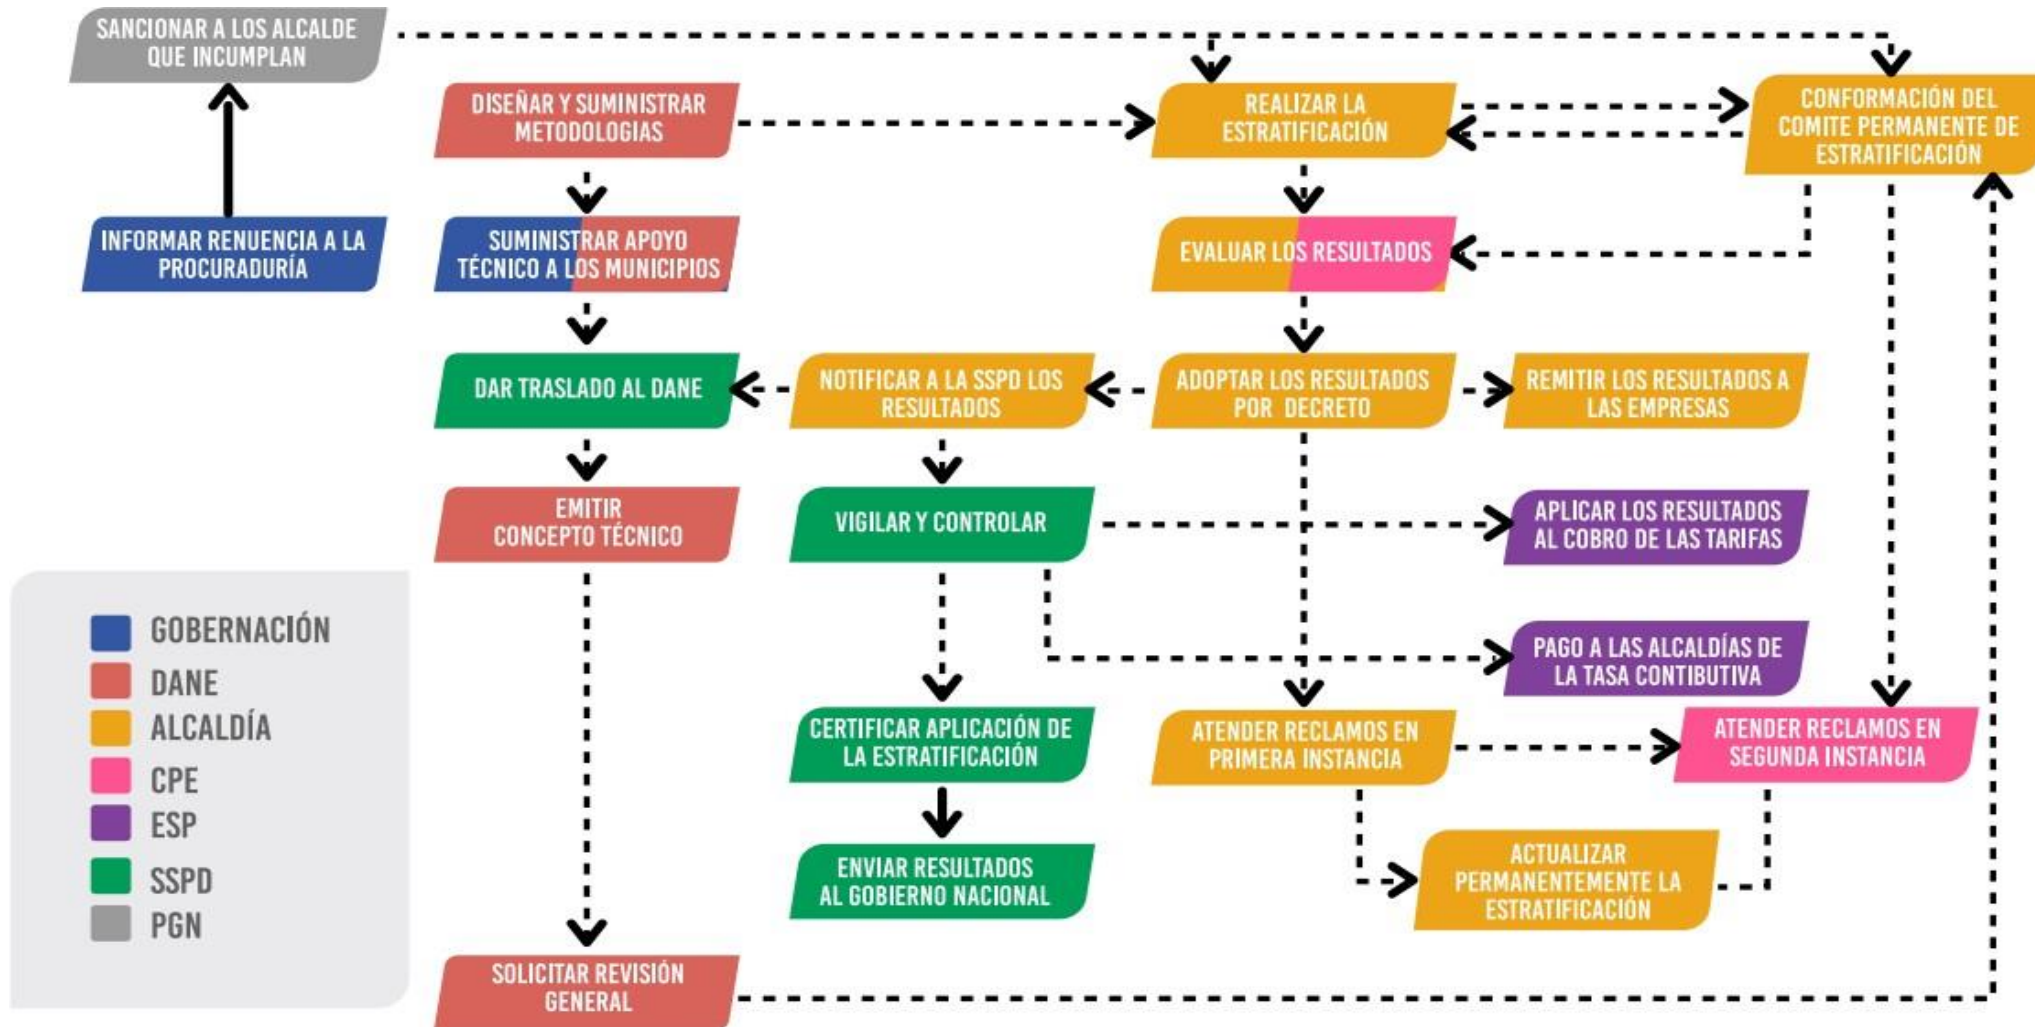 SANCIONAR A LOS ALCALDE
QUE INCUMPLAN
DISEÑAR Y SUMINISTRAR
METODOLOGIAS
REALIZAR LA
ESTRATIFICACIÓN
CONFORMACIÓN DEL
COMITE PERMANENTE DE
ESTRATIFICACIÓN
INFORMAR RENUENCIA A LA
PROCURADURÍA
SUMINISTRAR APOYO
TÉCNICO A LOS MUNICIPIOS
EVALUAR LOS RESULTADOS
DAR TRASLADO AL DANE
NOTIFICAR A LA SSPD LOS
RESULTADOS
ADOPTAR LOS RESULTADOS
POR DECRETO
REMITIR LOS RESULTADOS A
LAS EMPRESAS
EMITIR
CONCEPTO TÉCNICO
VIGILAR Y CONTROLAR
APLICAR LOS RESULTADOS
AL COBRO DE LAS TARIFAS
PAGO A LAS ALCALDÍAS DE
LA TASA CONTIBUTIVA
CERTIFICAR APLICACIÓN DE
LA ESTRATIFICACIÓN
ATENDER RECLAMOS EN
PRIMERA INSTANCIA
ATENDER RECLAMOS EN
SEGUNDA INSTANCIA
ENVIAR RESULTADOS
AL GOBIERNO NACIONAL
ACTUALIZAR
PERMANENTEMENTE LA
ESTRATIFICACIÓN
SOLICITAR REVISIÓN
GENERAL
GOBERNACIÓN
DANE
ALCALDÍA
CPE
ESP
SSPD
PGN